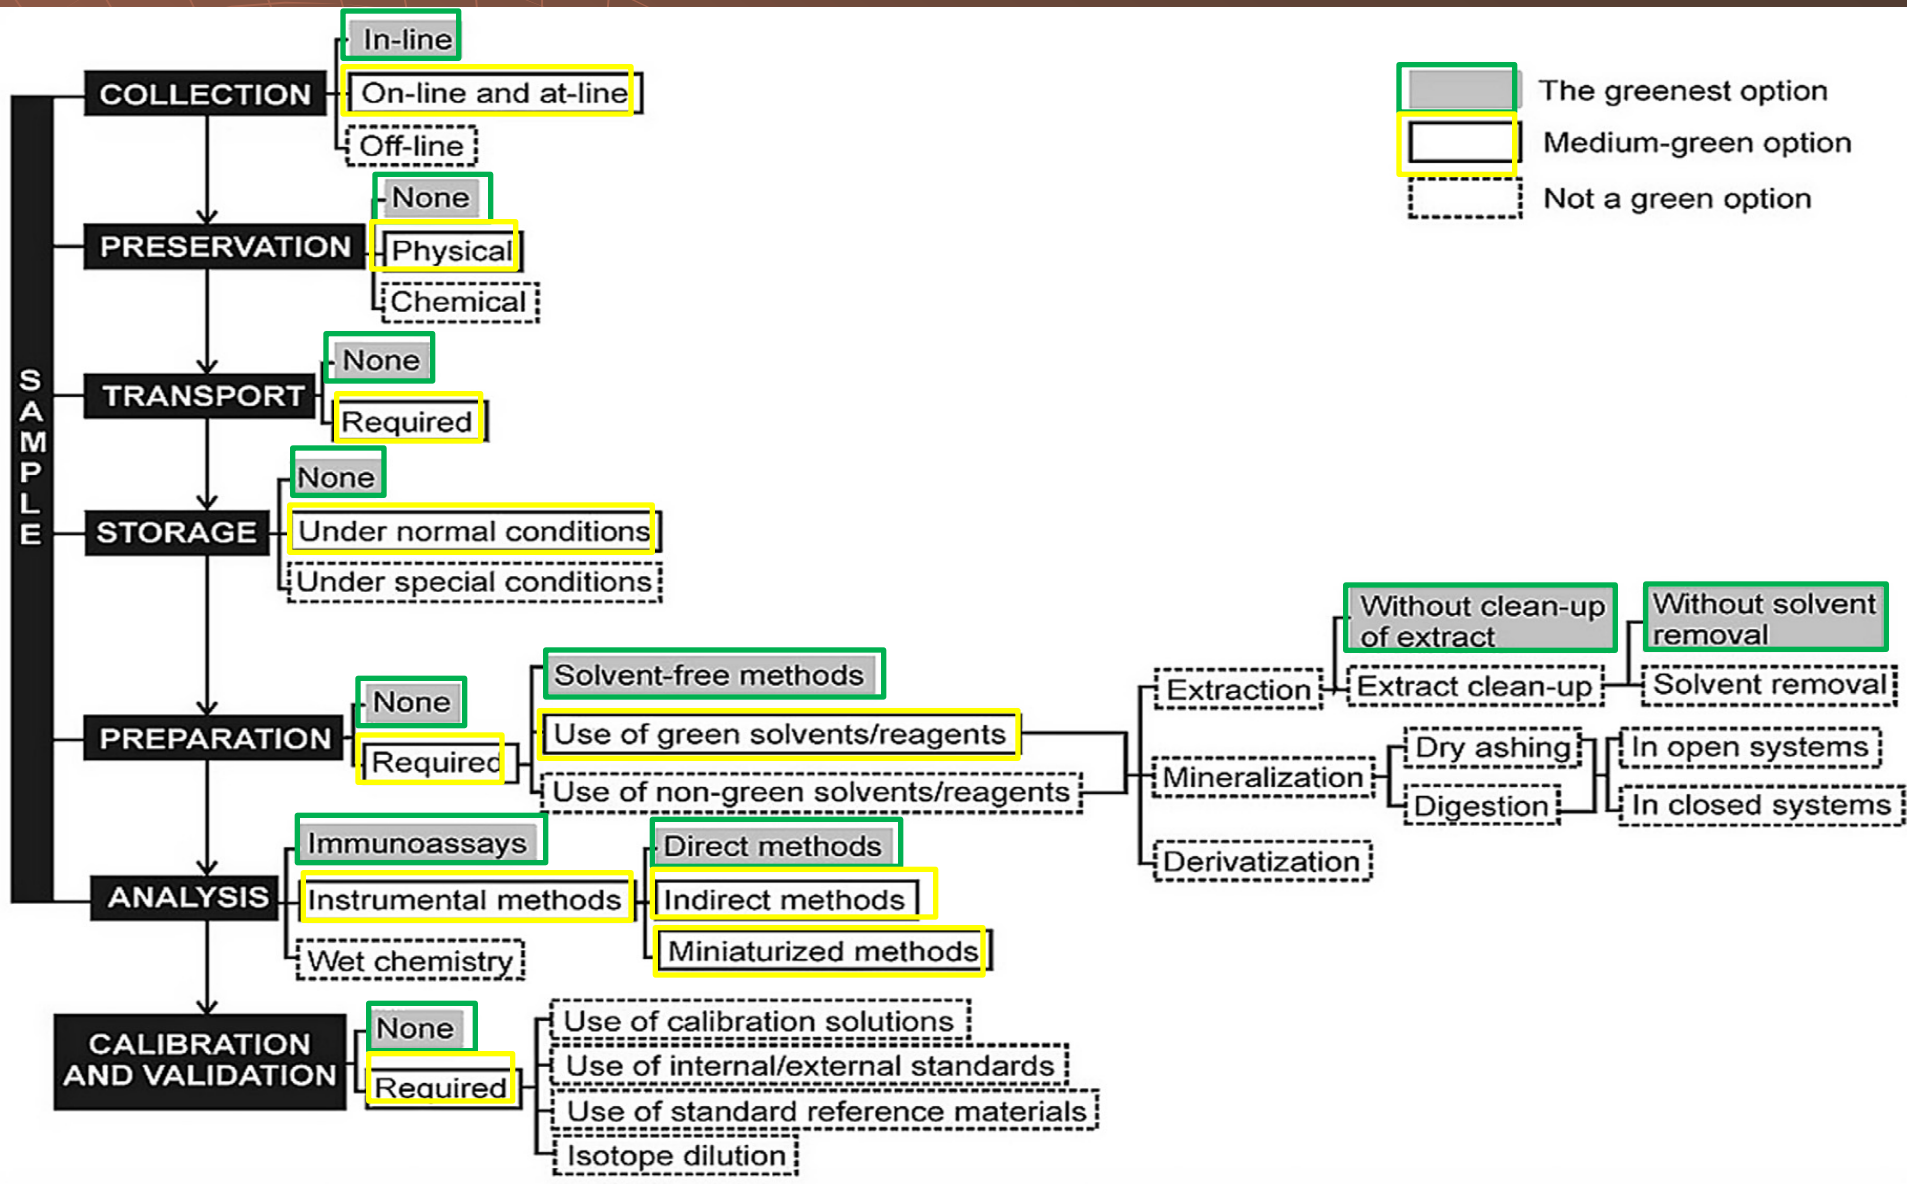 In-line
COLLECTION
On-line and at-line
Off-line
The greenest option
Medium-green option
Not a green option
None
PRESERVATION
Physical
Chemical
None
TRANSPORT
Required
SAMPLE
None
STORAGE
Under normal conditions
Under special conditions
None
PREPARATION
Required
Solvent-free methods
Use of green solvents/reagents
Use of non-green solvents/reagents
Extraction
Without clean-up
of extract
Extract clean-up
Without solvent
removal
Solvent removal
Mineralization
Dry ashing
Digestion
In open systems
In closed systems
Derivatization
Immunoassays
ANALYSIS
Instrumental methods
Wet chemistry
Direct methods
Indirect methods
Miniaturized methods
CALIBRATION
AND VALIDATION
None
Required
Use of calibration solutions
Use of internal/external standards
Use of standard reference materials
Isotope dilution